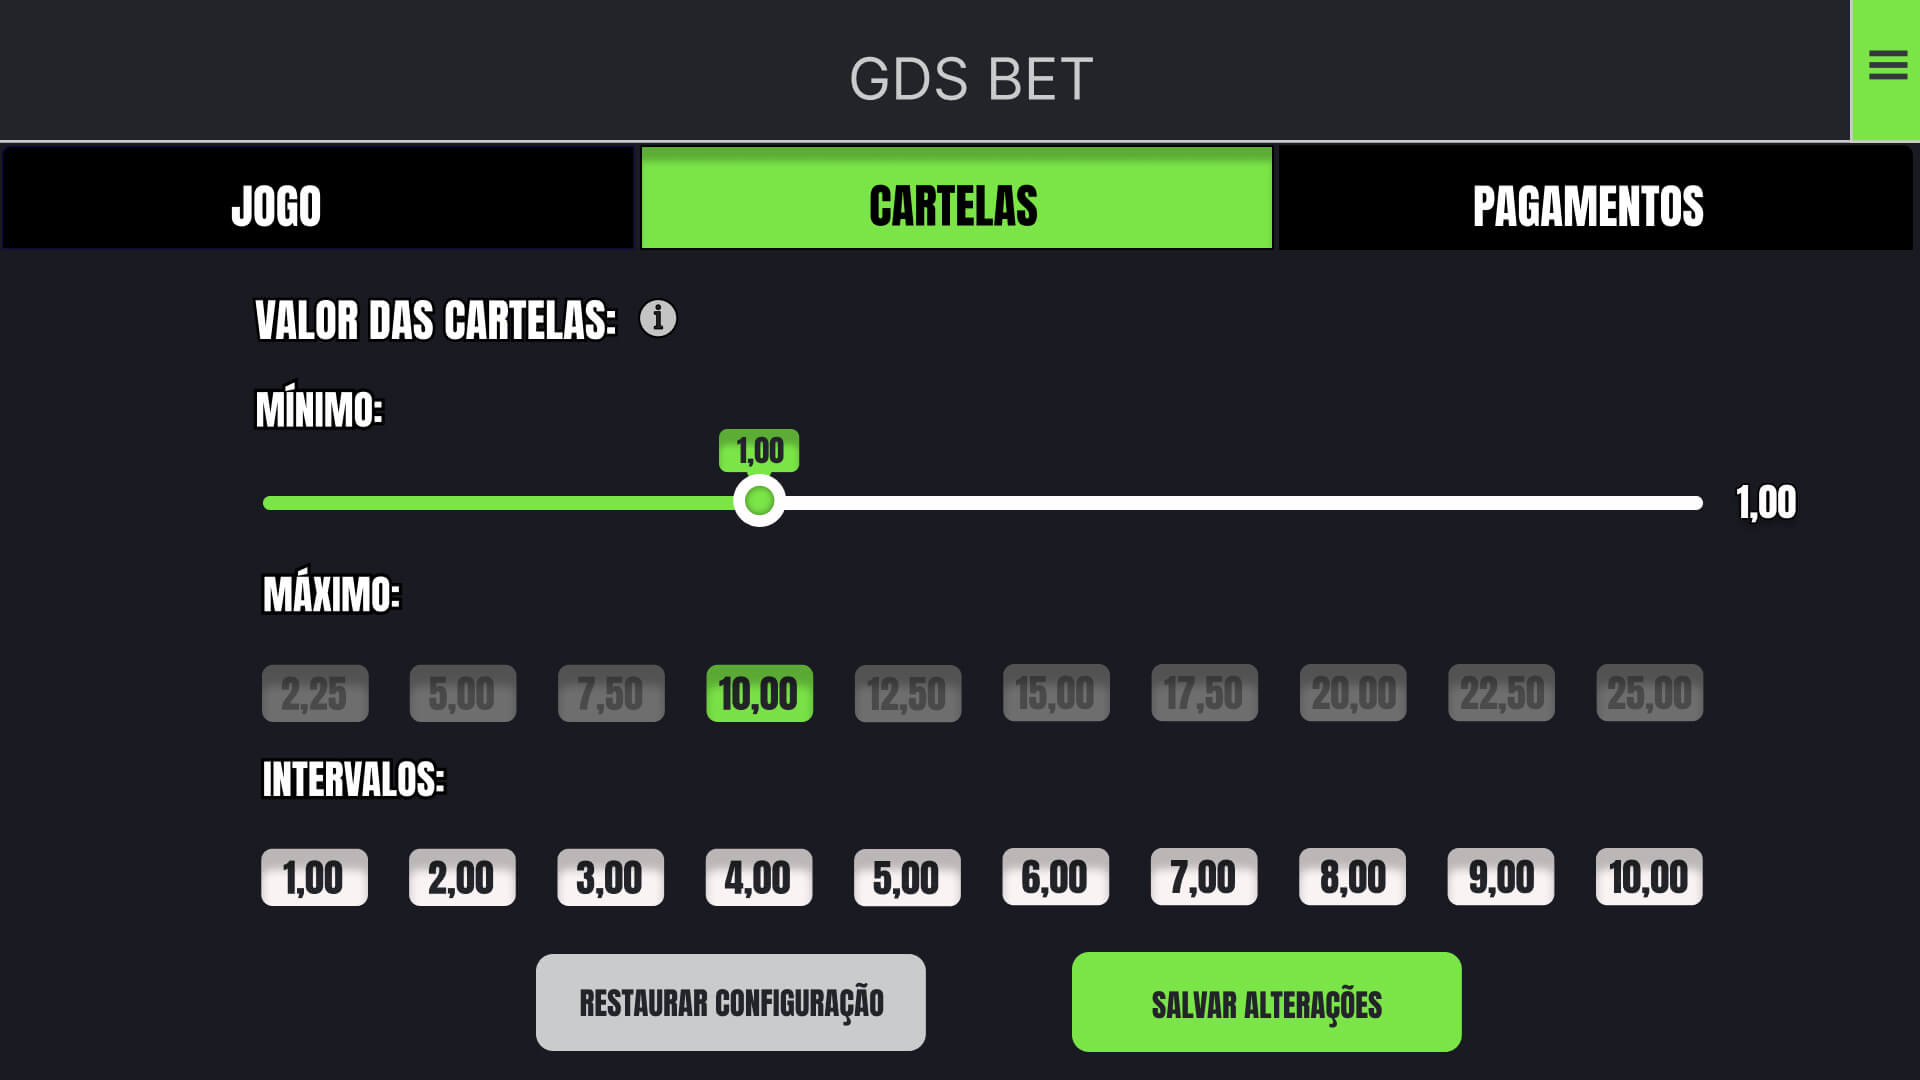 GDS BET
JOGO CARTELAS PAGAMENTOS
VALOR DAS CARTELAS: i
MÍNIMO:
1,00
1,00
MÁXIMO:
2,25 5,00 7,50 10,00 12,50 15,00 17,50 20,00 22,50 25,00
INTERVALOS:
1,00 2,00 3,00 4,00 5,00 6,00 7,00 8,00 9,00 10,00
RESTAURAR CONFIGURAÇÃO SALVAR ALTERAÇÕES